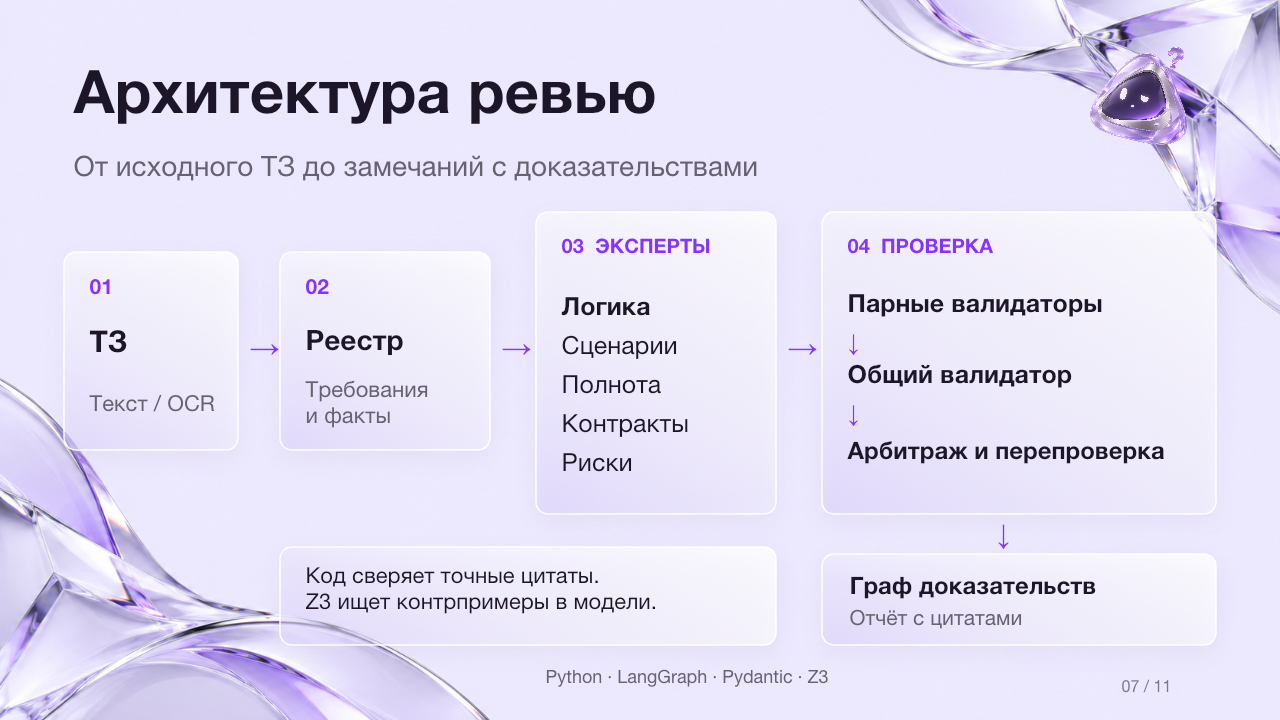 Архитектура ревью
От исходного ТЗ до замечаний с доказательствами
01
ТЗ
Текст / OCR
→
02
Реестр
Требования
и факты
→
03 ЭКСПЕРТЫ
Логика
Сценарии
Полнота
Контракты
Риски
→
04 ПРОВЕРКА
Парные валидаторы
↓
Общий валидатор
↓
Арбитраж и перепроверка
↓
Код сверяет точные цитаты.
Z3 ищет контрпримеры в модели.
Граф доказательств
Отчёт с цитатами
Python · LangGraph · Pydantic · Z3
07 / 11